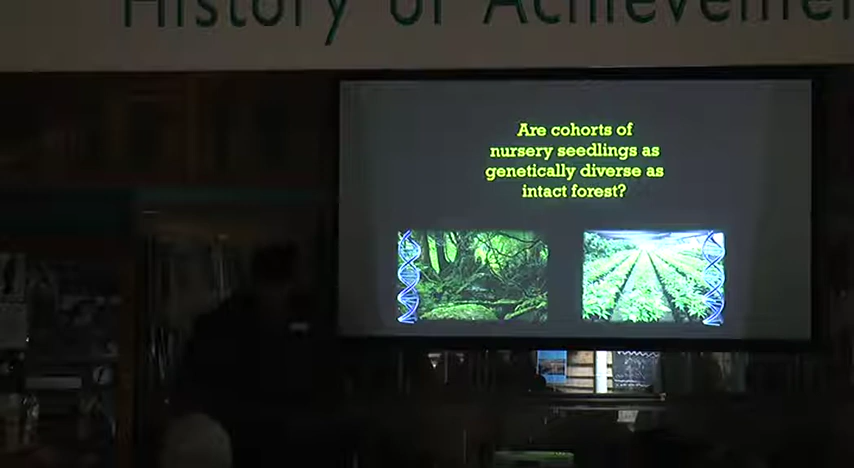 History of Achievement
Are cohorts of
nursery seedlings as
genetically diverse as
intact forest?